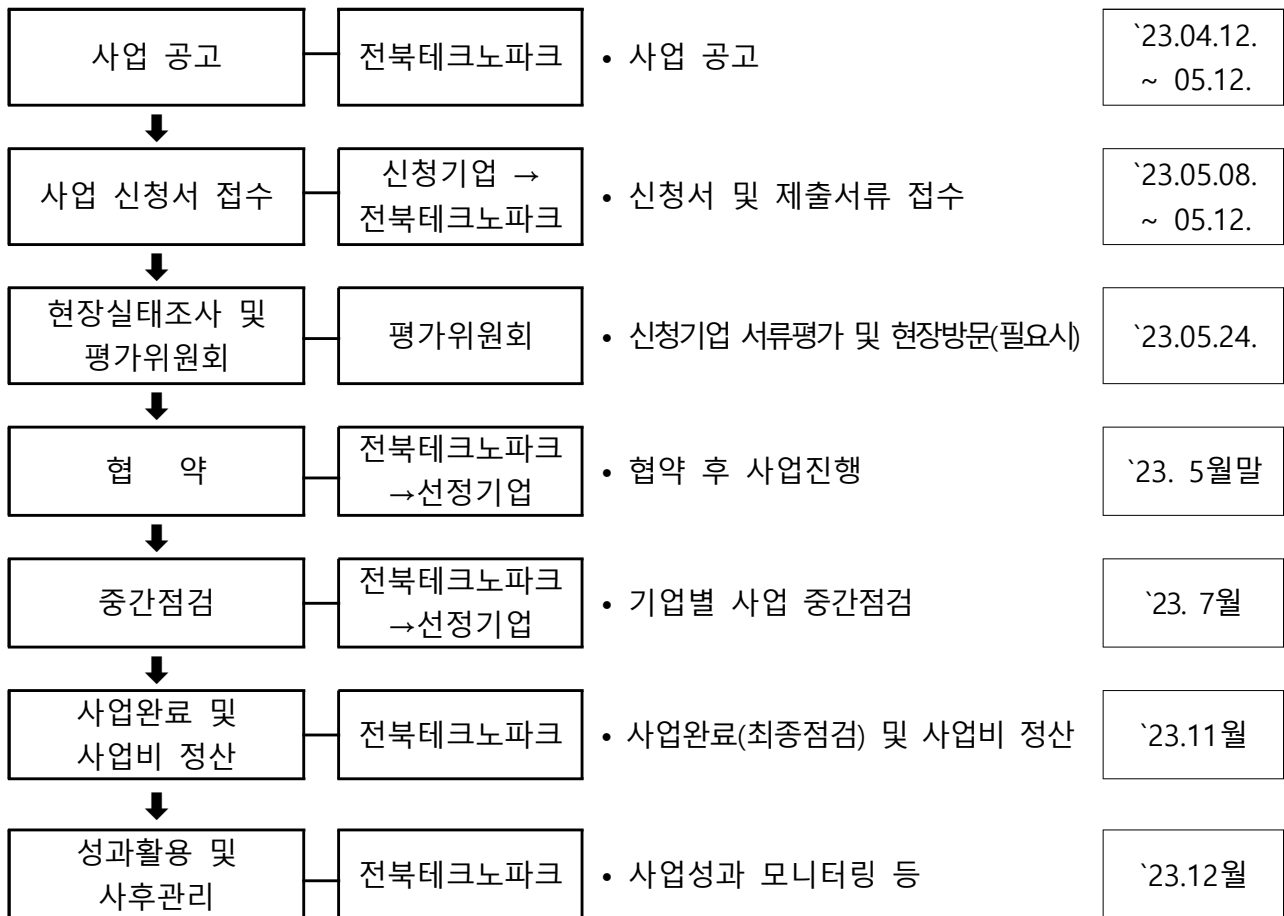 사업 공고
전북테크노파크
• 사업 공고
`23.04.12.
~ 05.12.
사업 신청서 접수
신청기업 →
전북테크노파크
• 신청서 및 제출서류 접수
`23.05.08.
~ 05.12.
현장실태조사 및
평가위원회
평가위원회
• 신청기업 서류평가 및 현장방문(필요시)
`23.05.24.
협 약
전북테크노파크
→선정기업
• 협약 후 사업진행
`23. 5월말
중간점검
전북테크노파크
→선정기업
• 기업별 사업 중간점검
`23. 7월
사업완료 및
사업비 정산
전북테크노파크
• 사업완료(최종점검) 및 사업비 정산
`23.11월
성과활용 및
사후관리
전북테크노파크
• 사업성과 모니터링 등
`23.12월